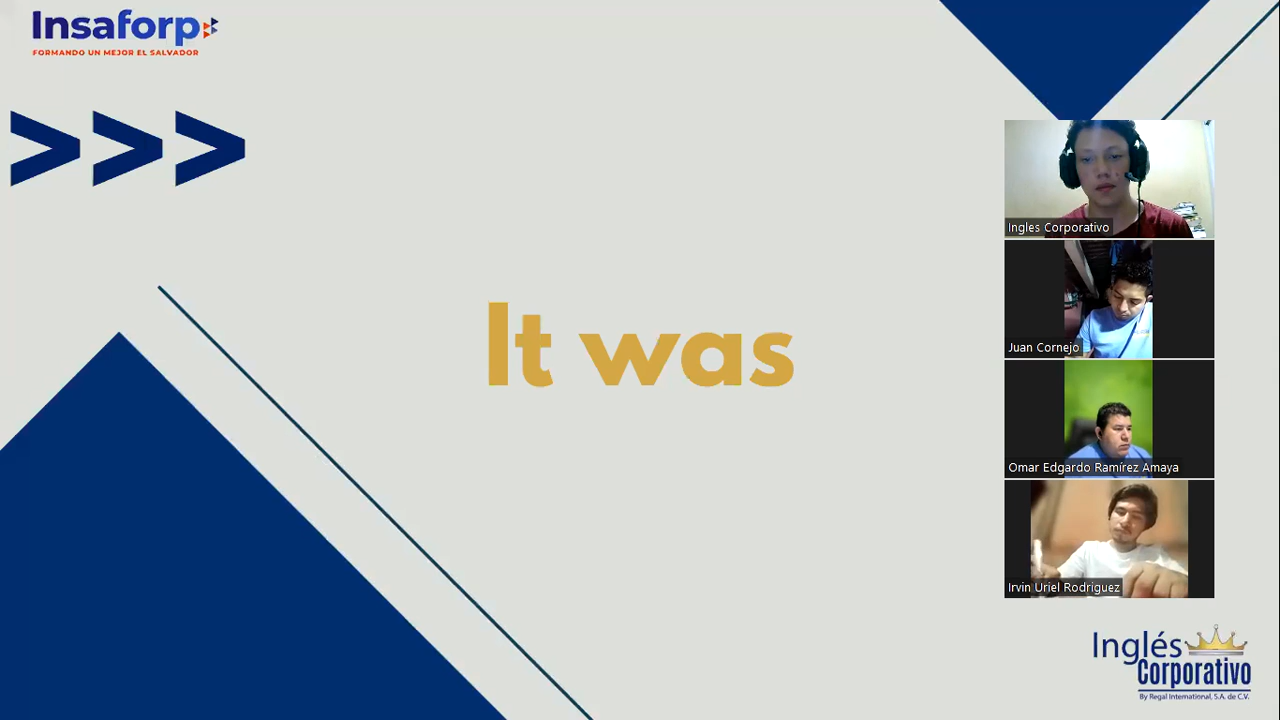 Insaforp
FORMANDO UN MEJOR EL SALVADOR
>>>
It was
Ingles Corporativo
Juan Cornejo
Omar Edgardo Ramírez Amaya
Irvin Uriel Rodriguez
Inglés
Corporativo
By Regal International, S.A. de C.V.